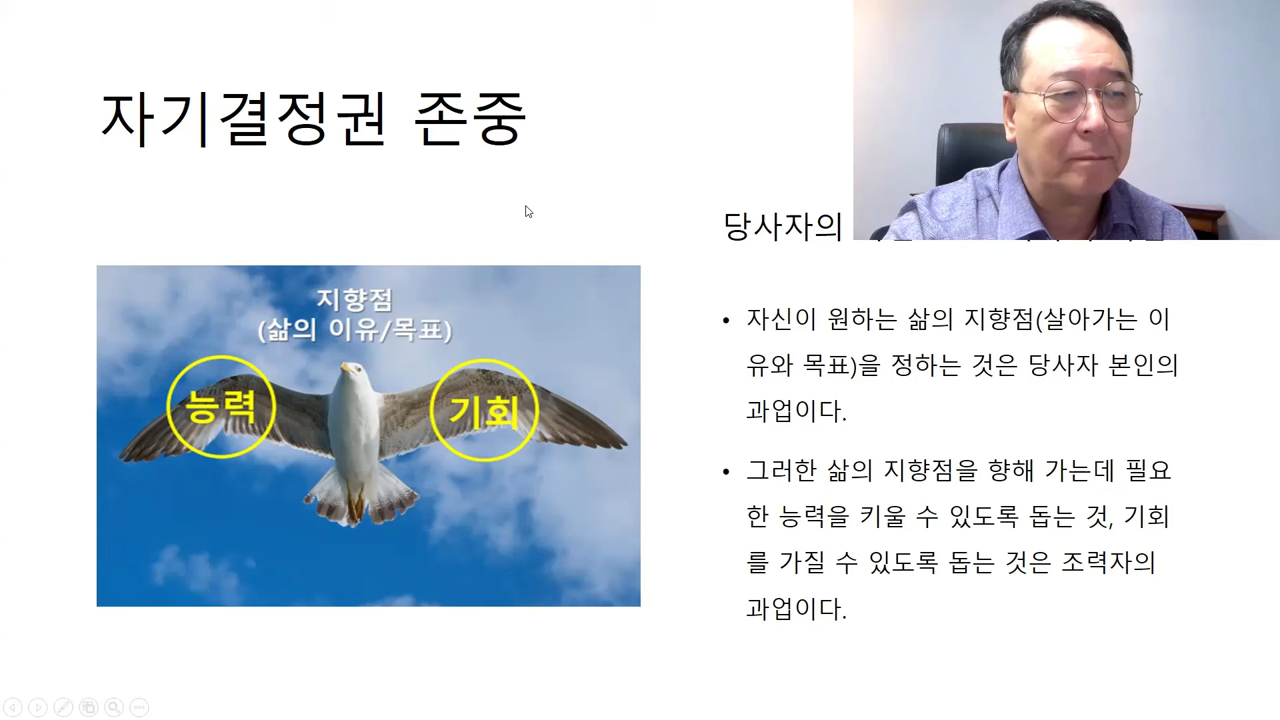 자기결정권 존중
당사자의
지향점
(삶의 이유/목표)
능력
기회
• 자신이 원하는 삶의 지향점(살아가는 이
유와 목표)을 정하는 것은 당사자 본인의
과업이다.
• 그러한 삶의 지향점을 향해 가는데 필요
한 능력을 키울 수 있도록 돕는 것, 기회
를 가질 수 있도록 돕는 것은 조력자의
과업이다.